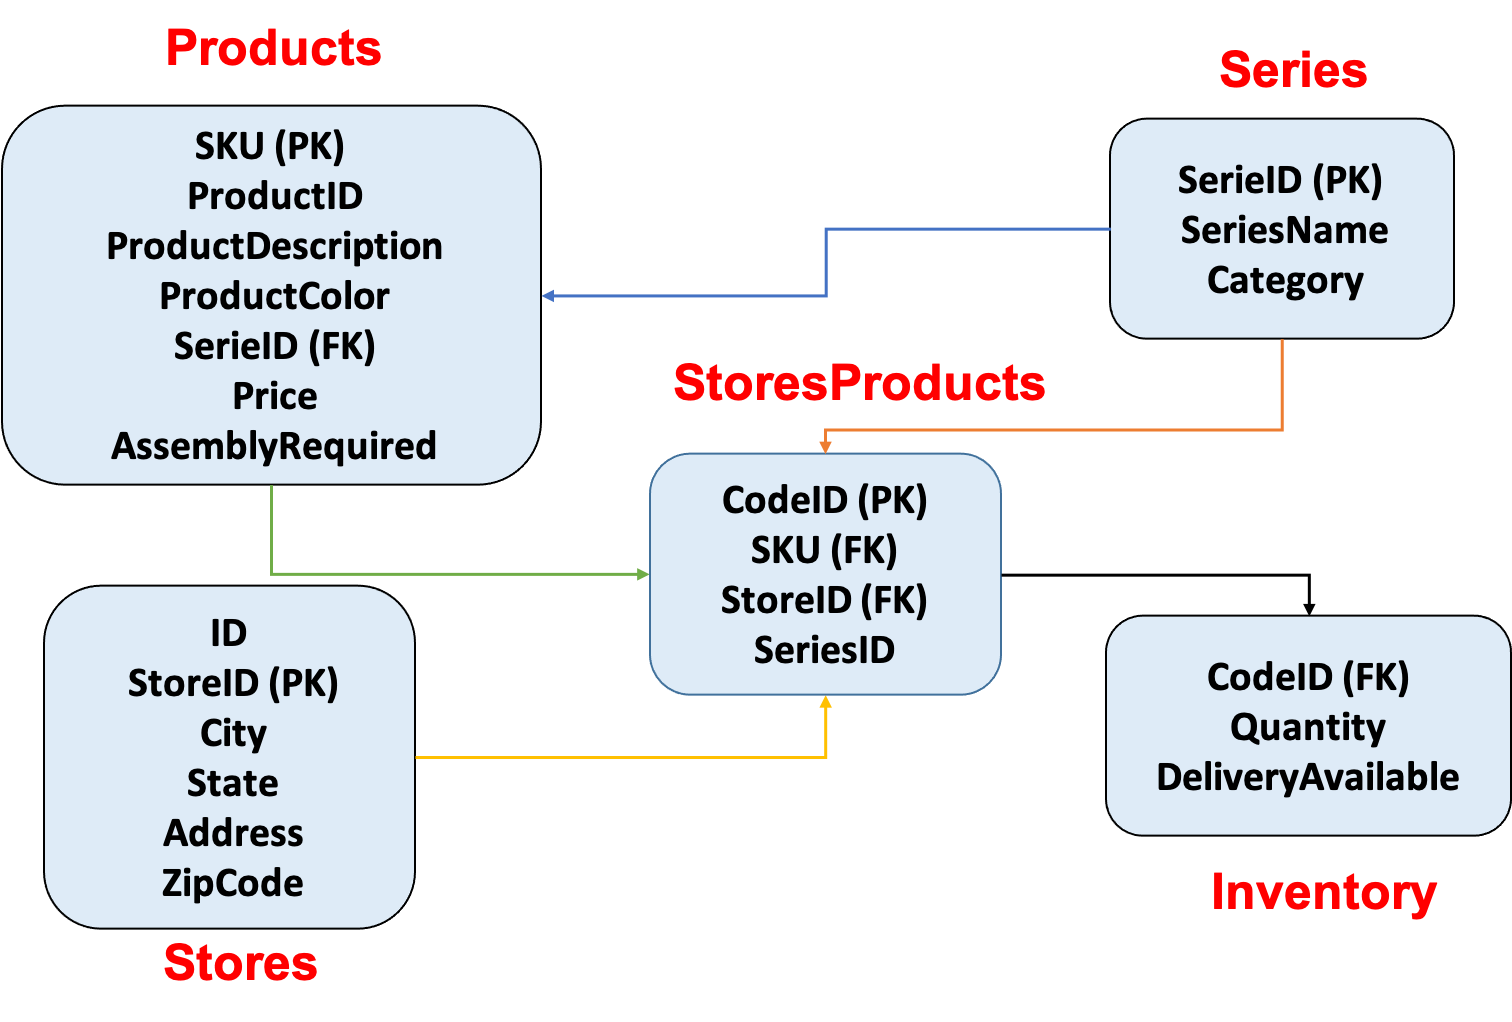 Products
SKU (PK)
ProductID
ProductDescription
ProductColor
SerieID (FK)
Price
AssemblyRequired
Series
SerieID (PK)
SeriesName
Category
StoresProducts
CodeID (PK)
SKU (FK)
StoreID (FK)
SeriesID
ID
StoreID (PK)
City
State
Address
ZipCode
Stores
CodeID (FK)
Quantity
DeliveryAvailable
Inventory